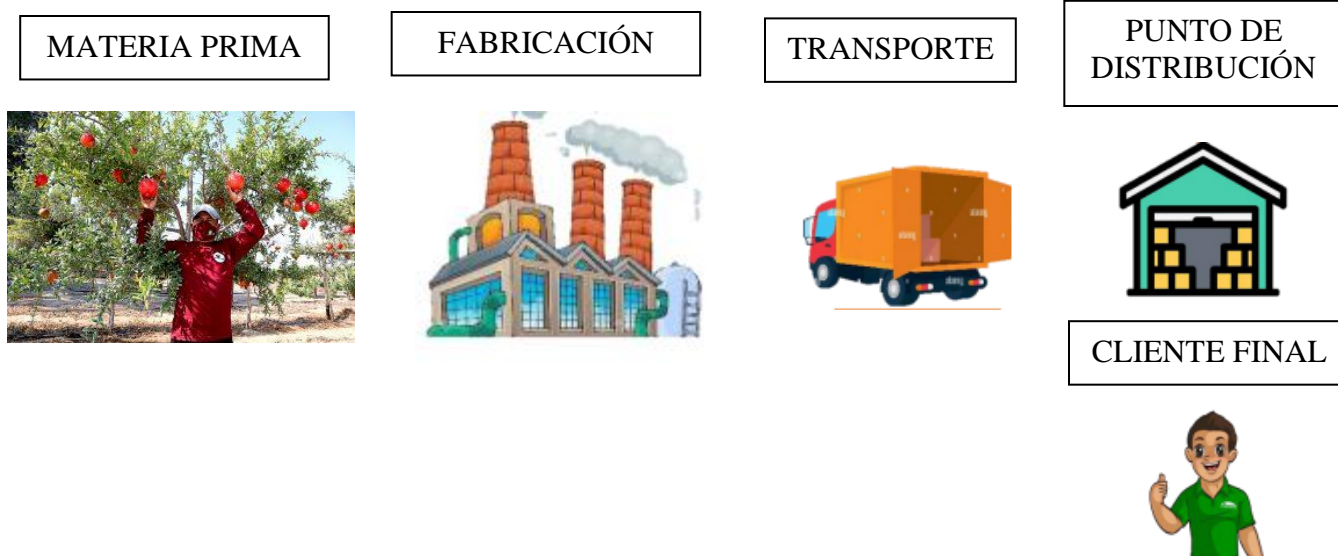 MATERIA PRIMA
FABRICACIÓN
TRANSPORTE
PUNTO DE
DISTRIBUCIÓN
CLIENTE FINAL